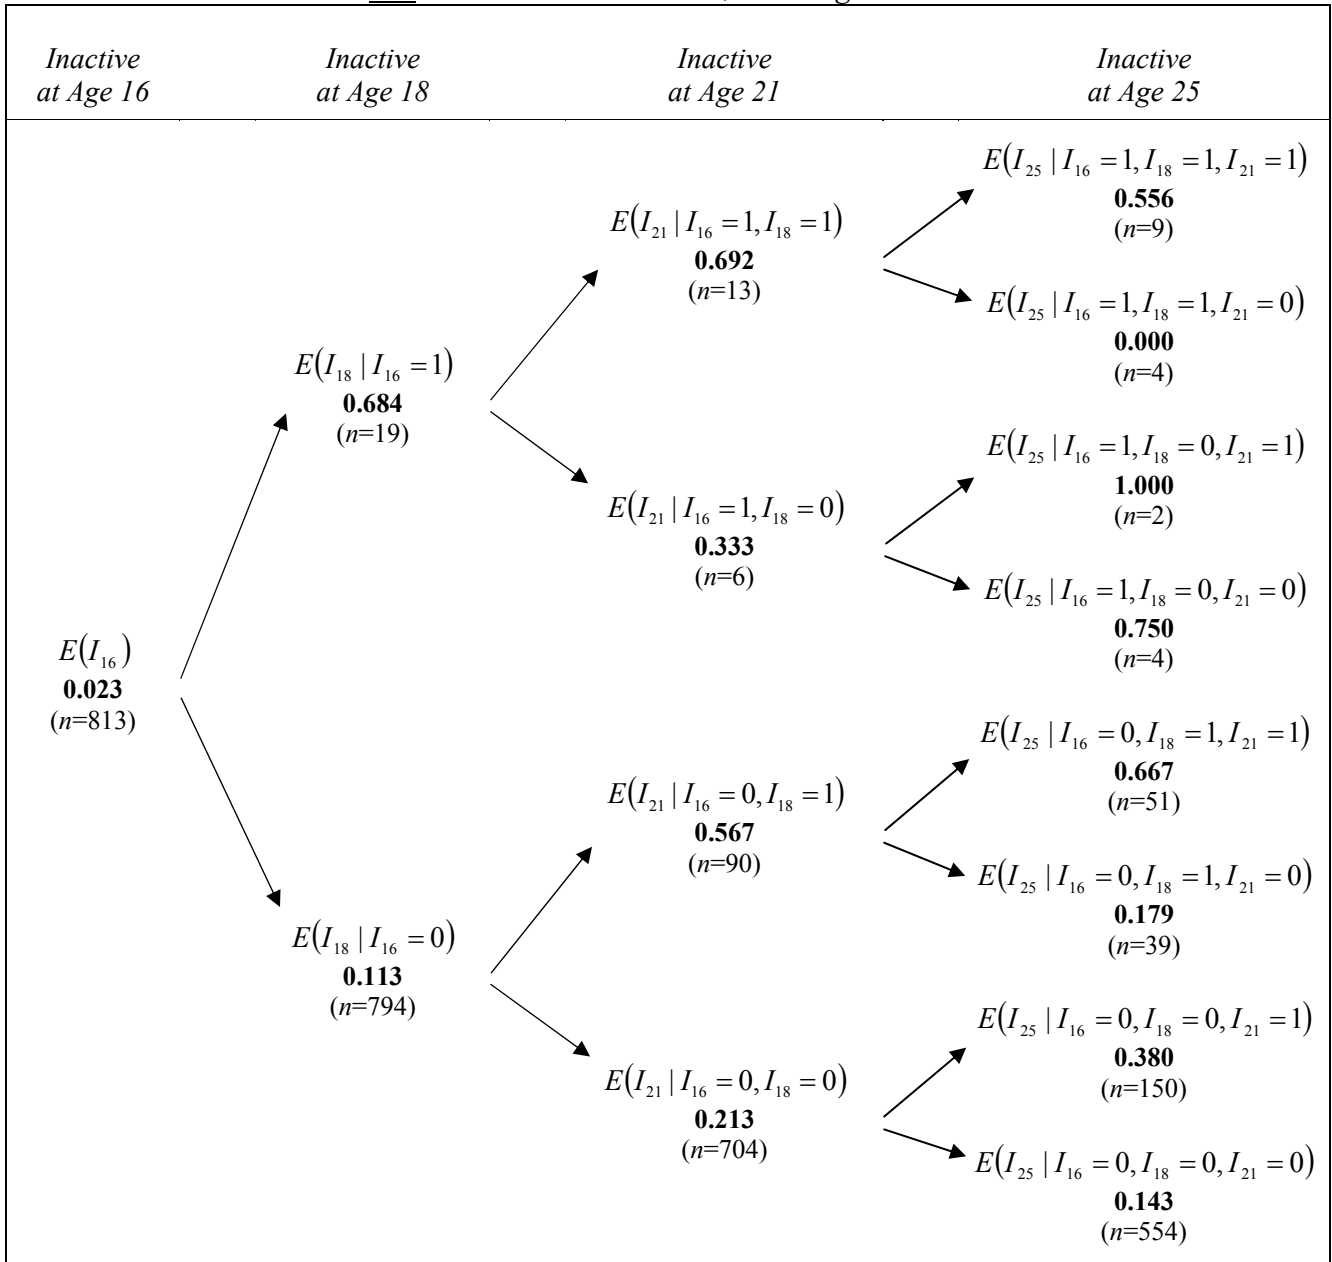 Inactive at Age 16
Inactive at Age 18
Inactive at Age 21
Inactive at Age 25
E(I₂₅ | I₁₆ = 1, I₁₈ = 1, I₂₁ = 1)
0.556
(n=9)
E(I₂₁ | I₁₆ = 1, I₁₈ = 1)
0.692
(n=13)
E(I₂₅ | I₁₆ = 1, I₁₈ = 1, I₂₁ = 0)
0.000
(n=4)
E(I₁₈ | I₁₆ = 1)
0.684
(n=19)
E(I₂₅ | I₁₆ = 1, I₁₈ = 0, I₂₁ = 1)
1.000
(n=2)
E(I₂₁ | I₁₆ = 1, I₁₈ = 0)
0.333
(n=6)
E(I₂₅ | I₁₆ = 1, I₁₈ = 0, I₂₁ = 0)
0.750
(n=4)
E(I₁₆)
0.023
(n=813)
E(I₂₅ | I₁₆ = 0, I₁₈ = 1, I₂₁ = 1)
0.667
(n=51)
E(I₂₁ | I₁₆ = 0, I₁₈ = 1)
0.567
(n=90)
E(I₂₅ | I₁₆ = 0, I₁₈ = 1, I₂₁ = 0)
0.179
(n=39)
E(I₁₈ | I₁₆ = 0)
0.113
(n=794)
E(I₂₅ | I₁₆ = 0, I₁₈ = 0, I₂₁ = 1)
0.380
(n=150)
E(I₂₁ | I₁₆ = 0, I₁₈ = 0)
0.213
(n=704)
E(I₂₅ | I₁₆ = 0, I₁₈ = 0, I₂₁ = 0)
0.143
(n=554)